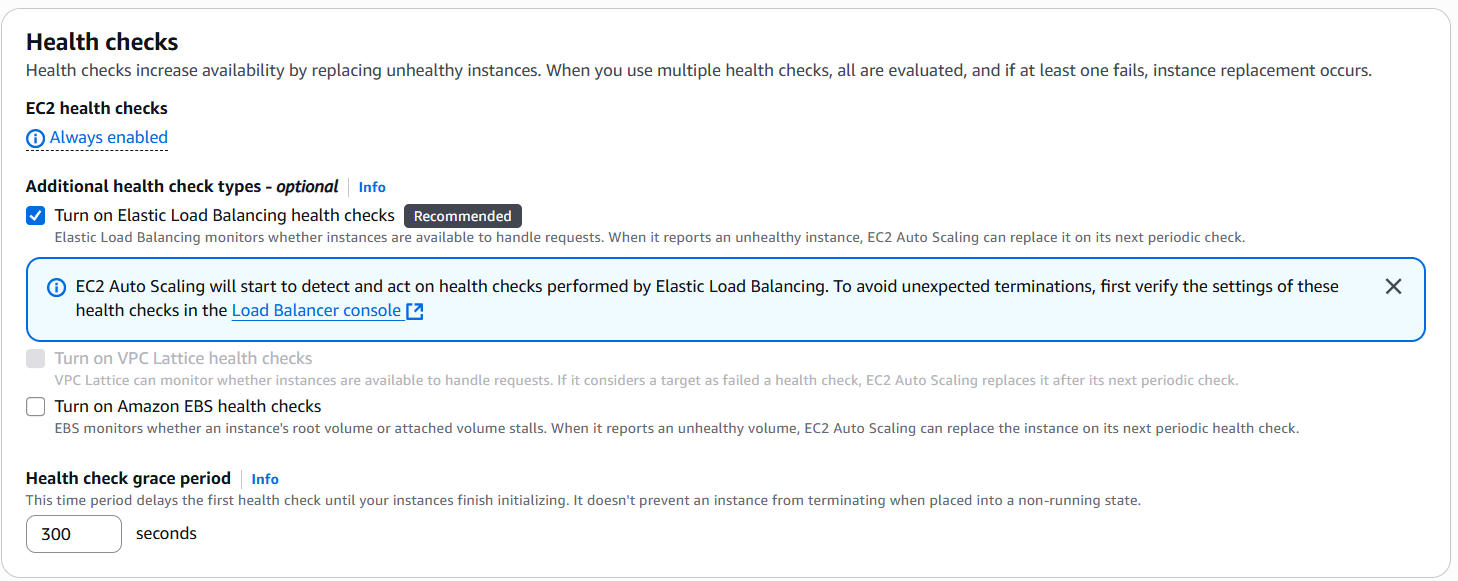 Health checks
Health checks increase availability by replacing unhealthy instances. When you use multiple health checks, all are evaluated, and if at least one fails, instance replacement occurs.
EC2 health checks
Always enabled
Additional health check types - optional Info
Turn on Elastic Load Balancing health checks Recommended
Elastic Load Balancing monitors whether instances are available to handle requests. When it reports an unhealthy instance, EC2 Auto Scaling can replace it on its next periodic check.
EC2 Auto Scaling will start to detect and act on health checks performed by Elastic Load Balancing. To avoid unexpected terminations, first verify the settings of these
health checks in the Load Balancer console
Turn on VPC Lattice health checks
VPC Lattice can monitor whether instances are available to handle requests. If it considers a target as failed a health check, EC2 Auto Scaling replaces it after its next periodic check.
Turn on Amazon EBS health checks
EBS monitors whether an instance's root volume or attached volume stalls. When it reports an unhealthy volume, EC2 Auto Scaling can replace the instance on its next periodic health check.
Health check grace period Info
This time period delays the first health check until your instances finish initializing. It doesn't prevent an instance from terminating when placed into a non-running state.
300 seconds